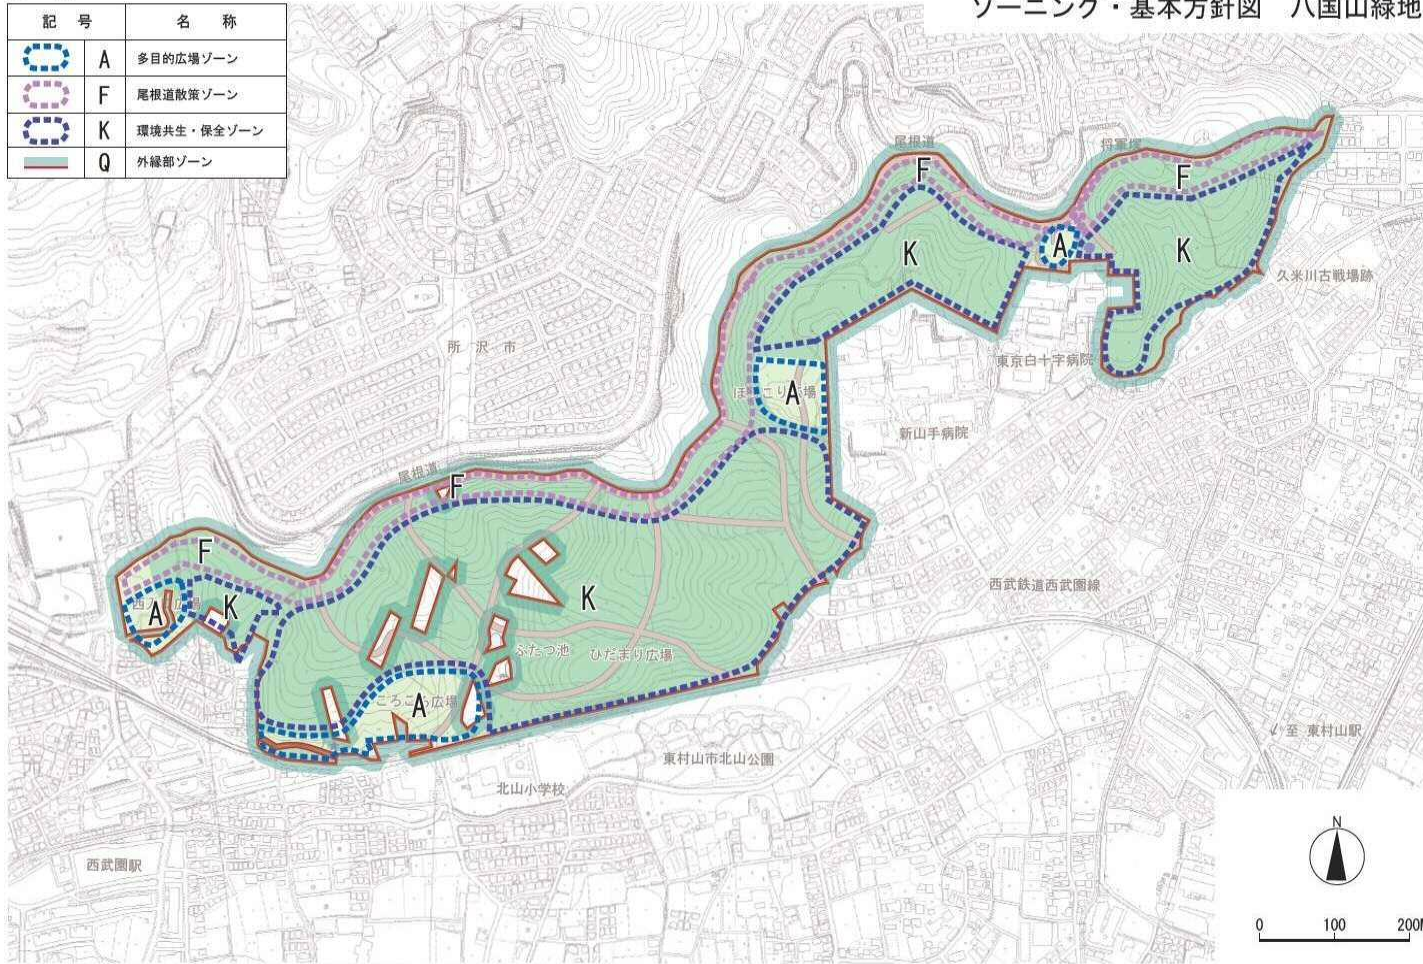 ゾーニング・基本方針図　八国山緑地
記　号　名　称
A　多目的広場ゾーン
F　尾根道散策ゾーン
K　環境共生・保全ゾーン
Q　外縁部ゾーン
尾根道
将軍塚
F
F
K
A
K
久米川古戦場跡
所　沢　市
東京白十字病院
A
新山手病院
尾根道
F
F
西武鉄道西武園線
K
K
A
ふたつ池
ひだまり広場
ころころ広場
A
至　東村山駅
東村山市北山公園
北山小学校
西武園駅
N
0　100　200